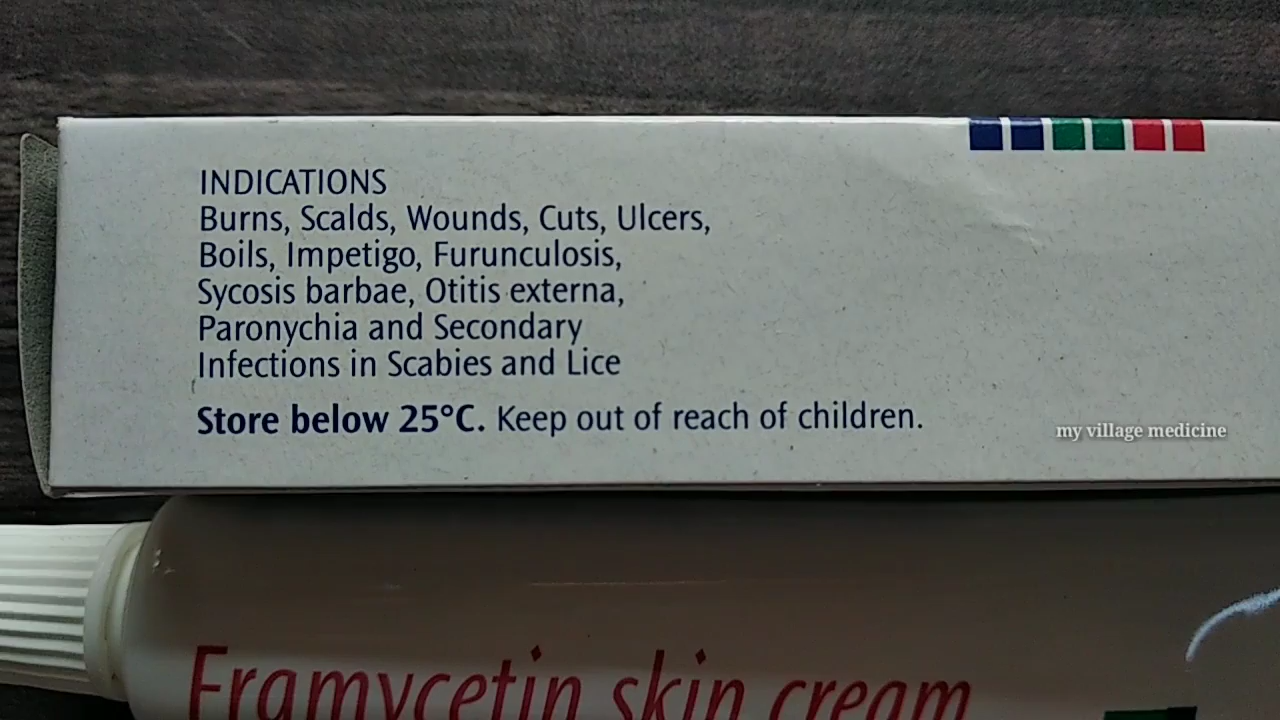 INDICATIONS
Burns, Scalds, Wounds, Cuts, Ulcers,
Boils, Impetigo, Furunculosis,
Sycosis barbae, Otitis externa,
Paronychia and Secondary
Infections in Scabies and Lice
Store below 25°C. Keep out of reach of children.
my village medicine
Framycetin skin cream